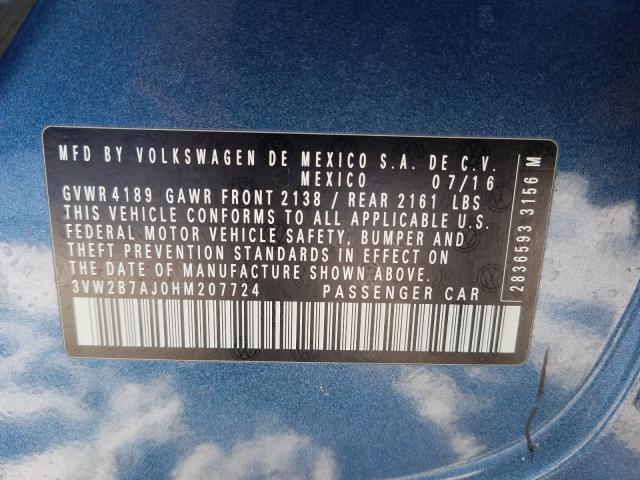 MFD BY VOLKSWAGEN DE MEXICO S.A. DE C.V.
MEXICO 07/16
GVWR 4189 GAWR FRONT 2138 / REAR 2161 LBS
THIS VEHICLE CONFORMS TO ALL APPLICABLE U.S.
FEDERAL MOTOR VEHICLE SAFETY, BUMPER AND
THEFT PREVENTION STANDARDS IN EFFECT ON
THE DATE OF MANUFACTURE SHOWN ABOVE.
3VW2B7AJ0HM207724 PASSENGER CAR
2836593 3156 M